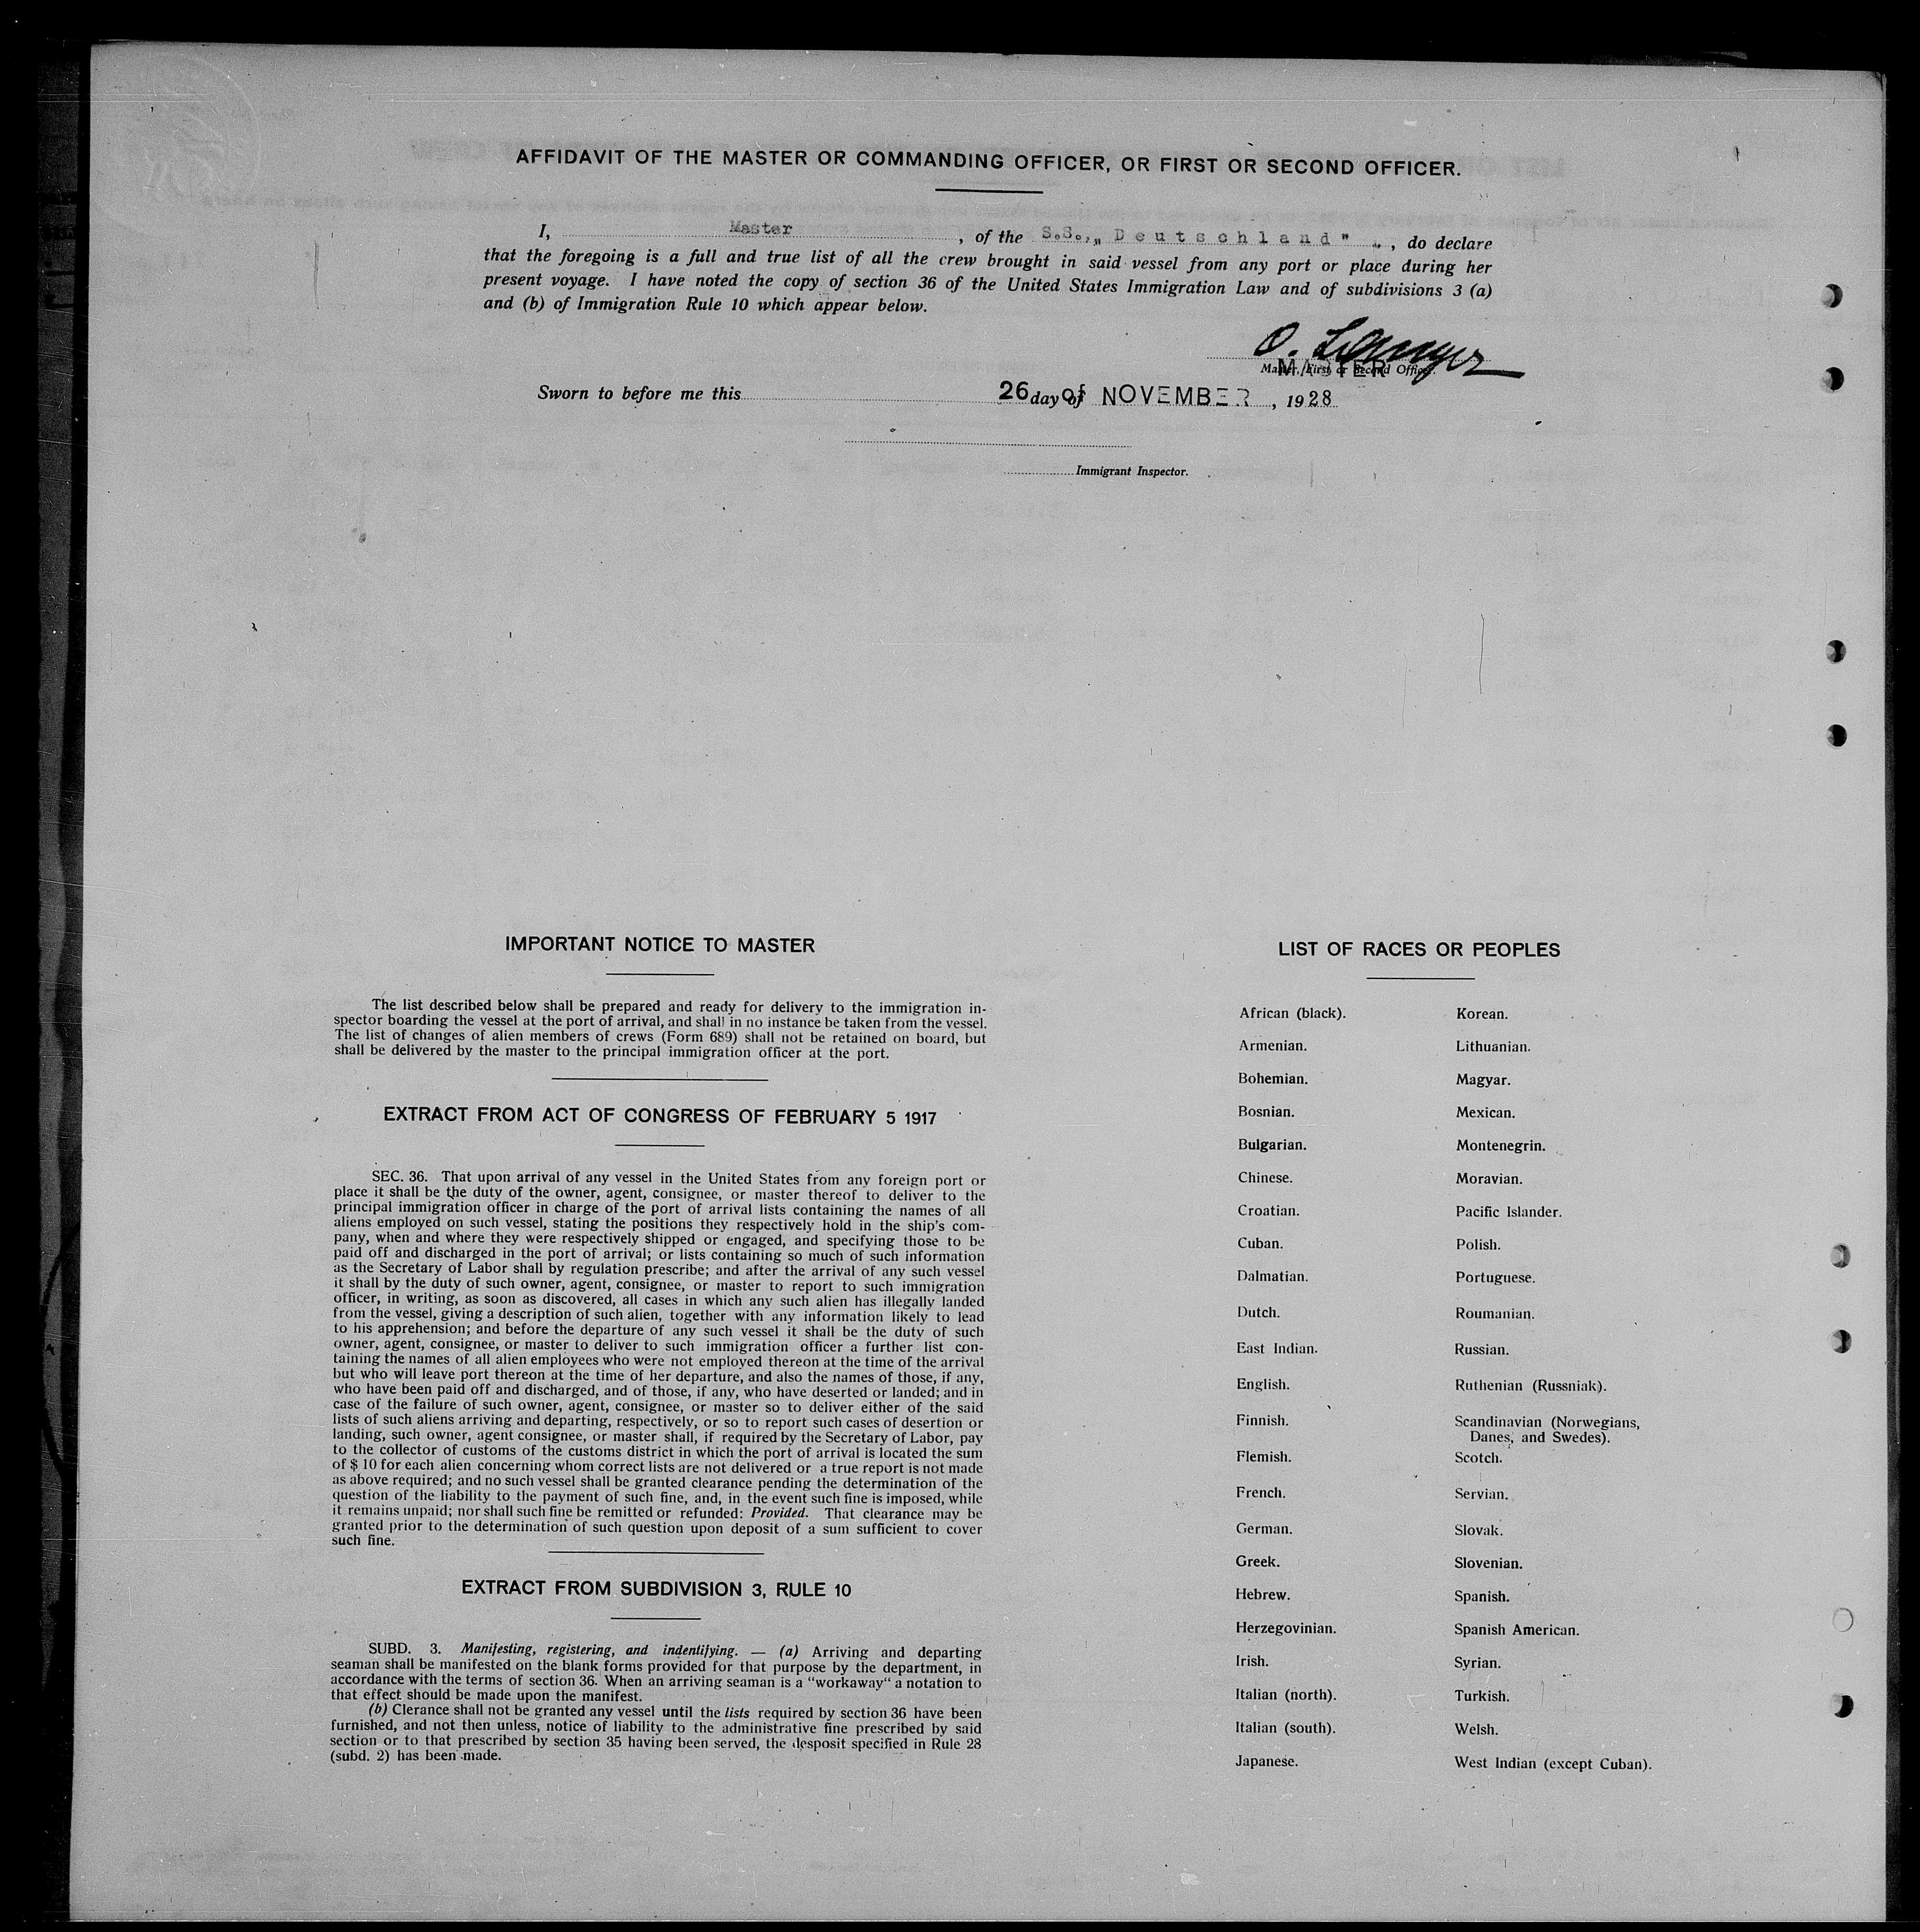 AFFIDAVIT OF THE MASTER OR COMMANDING OFFICER, OR FIRST OR SECOND OFFICER.
I, Master, of the S.S. „Deutschland", do declare
that the foregoing is a full and true list of all the crew brought in said vessel from any port or place during her
present voyage. I have noted the copy of section 36 of the United States Immigration Law and of subdivisions 3 (a)
and (b) of Immigration Rule 10 which appear below.
O. Langer
MASTER
Master, First or Second Officer.
Sworn to before me this 26 day of NOVEMBER, 1928
Immigrant Inspector.
IMPORTANT NOTICE TO MASTER
The list described below shall be prepared and ready for delivery to the immigration in-
spector boarding the vessel at the port of arrival, and shall in no instance be taken from the vessel.
The list of changes of alien members of crews (Form 689) shall not be retained on board, but
shall be delivered by the master to the principal immigration officer at the port.
EXTRACT FROM ACT OF CONGRESS OF FEBRUARY 5 1917
SEC. 36. That upon arrival of any vessel in the United States from any foreign port or
place it shall be the duty of the owner, agent, consignee, or master thereof to deliver to the
principal immigration officer in charge of the port of arrival lists containing the names of all
aliens employed on such vessel, stating the positions they respectively hold in the ship's com-
pany, when and where they were respectively shipped or engaged, and specifying those to be
paid off and discharged in the port of arrival; or lists containing so much of such information
as the Secretary of Labor shall by regulation prescribe; and after the arrival of any such vessel
it shall by the duty of such owner, agent, consignee, or master to report to such immigration
officer, in writing, as soon as discovered, all cases in which any such alien has illegally landed
from the vessel, giving a description of such alien, together with any information likely to lead
to his apprehension; and before the departure of any such vessel it shall be the duty of such
owner, agent, consignee, or master to deliver to such immigration officer a further list con-
taining the names of all alien employees who were not employed thereon at the time of the arrival
but who will leave port thereon at the time of her departure, and also the names of those, if any,
who have been paid off and discharged, and of those, if any, who have deserted or landed; and in
case of the failure of such owner, agent, consignee, or master so to deliver either of the said
lists of such aliens arriving and departing, respectively, or so to report such cases of desertion or
landing, such owner, agent consignee, or master shall, if required by the Secretary of Labor, pay
to the collector of customs of the customs district in which the port of arrival is located the sum
of $ 10 for each alien concerning whom correct lists are not delivered or a true report is not made
as above required; and no such vessel shall be granted clearance pending the determination of the
question of the liability to the payment of such fine, and, in the event such fine is imposed, while
it remains unpaid; nor shall such fine be remitted or refunded: Provided. That clearance may be
granted prior to the determination of such question upon deposit of a sum sufficient to cover
such fine.
EXTRACT FROM SUBDIVISION 3, RULE 10
SUBD. 3. Manifesting, registering, and indentifying. — (a) Arriving and departing
seaman shall be manifested on the blank forms provided for that purpose by the department, in
accordance with the terms of section 36. When an arriving seaman is a “workaway“ a notation to
that effect should be made upon the manifest.
(b) Clerance shall not be granted any vessel until the lists required by section 36 have been
furnished, and not then unless, notice of liability to the administrative fine prescribed by said
section or to that prescribed by section 35 having been served, the desposit specified in Rule 28
(subd. 2) has been made.
LIST OF RACES OR PEOPLES
African (black).
Armenian.
Bohemian.
Bosnian.
Bulgarian.
Chinese.
Croatian.
Cuban.
Dalmatian.
Dutch.
East Indian.
English.
Finnish.
Flemish.
French.
German.
Greek.
Hebrew.
Herzegovinian.
Irish.
Italian (north).
Italian (south).
Japanese.
Korean.
Lithuanian.
Magyar.
Mexican.
Montenegrin.
Moravian.
Pacific Islander.
Polish.
Portuguese.
Roumanian.
Russian.
Ruthenian (Russniak).
Scandinavian (Norwegians,
Danes, and Swedes).
Scotch.
Servian.
Slovak.
Slovenian.
Spanish.
Spanish American.
Syrian.
Turkish.
Welsh.
West Indian (except Cuban).